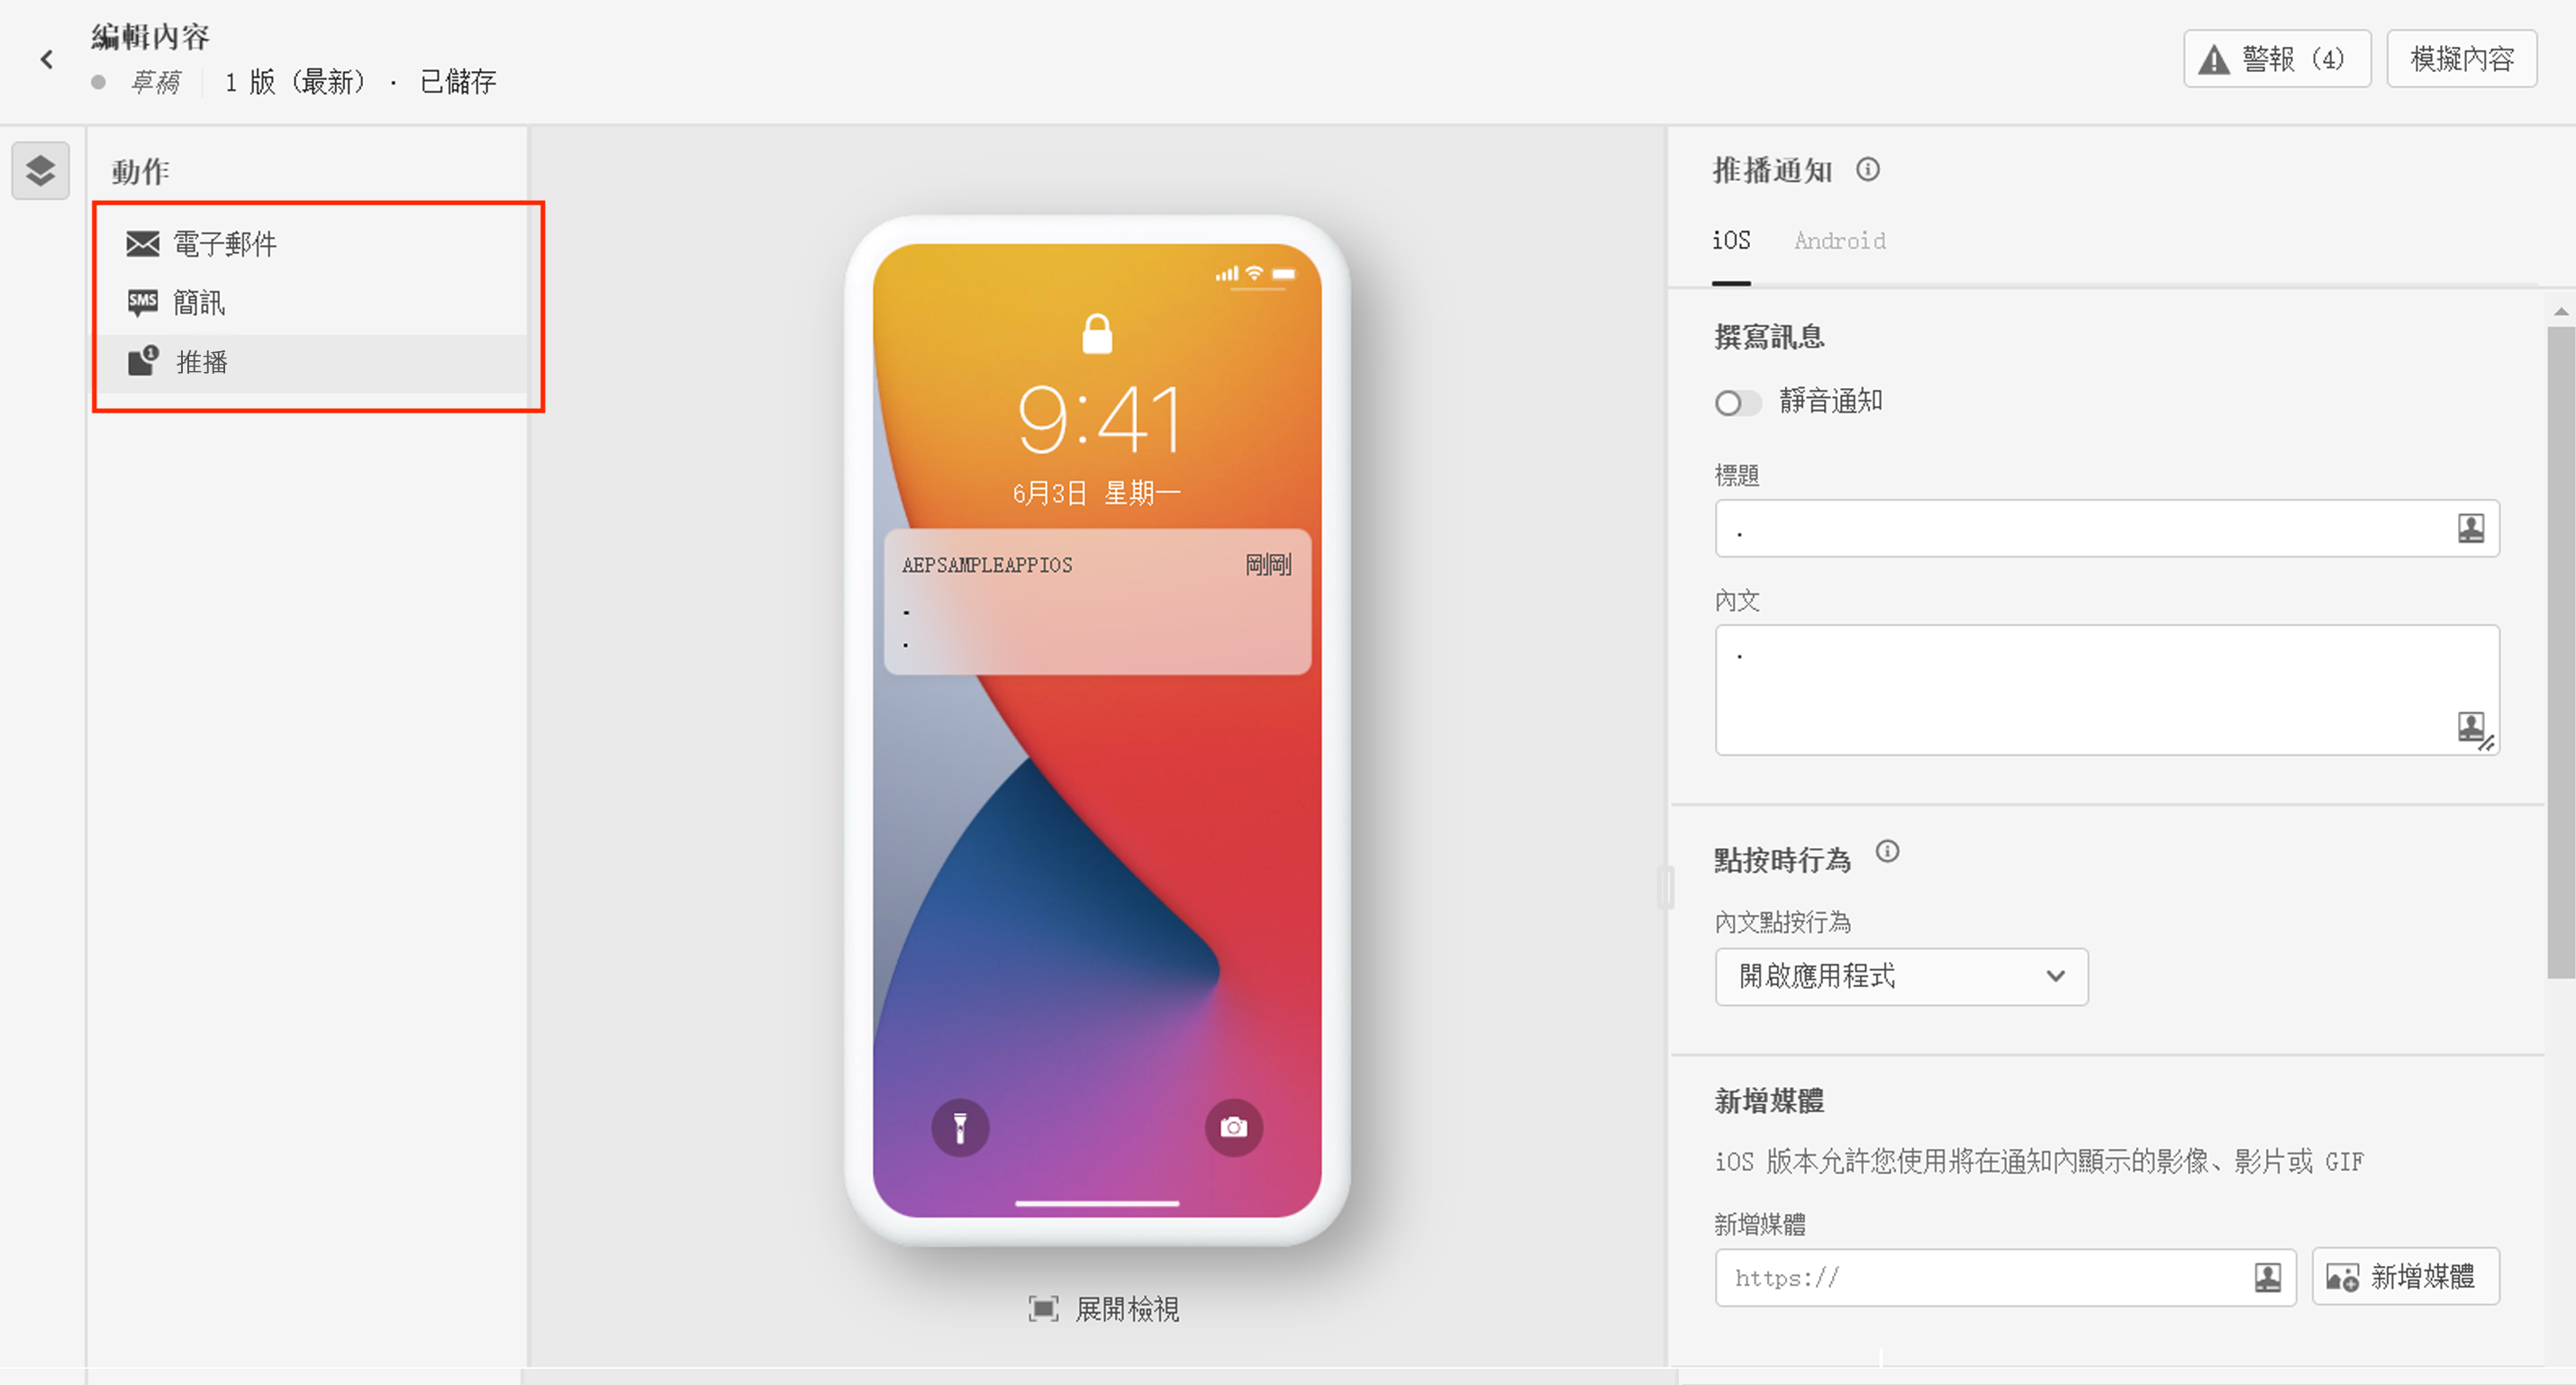 編輯內容
草稿 1 版 (最新) · 已儲存
警報 (4)
模擬內容
動作
電子郵件
SMS 簡訊
1 推播
9:41
6月3日 星期一
AEPSAMPLEAPPIOS 剛剛
.
.
展開檢視
推播通知
iOS Android
撰寫訊息
靜音通知
標題
.
內文
.
點按時行為
內文點按行為
開啟應用程式
新增媒體
iOS 版本允許您使用將在通知內顯示的影像、影片或 GIF
新增媒體
https://
新增媒體